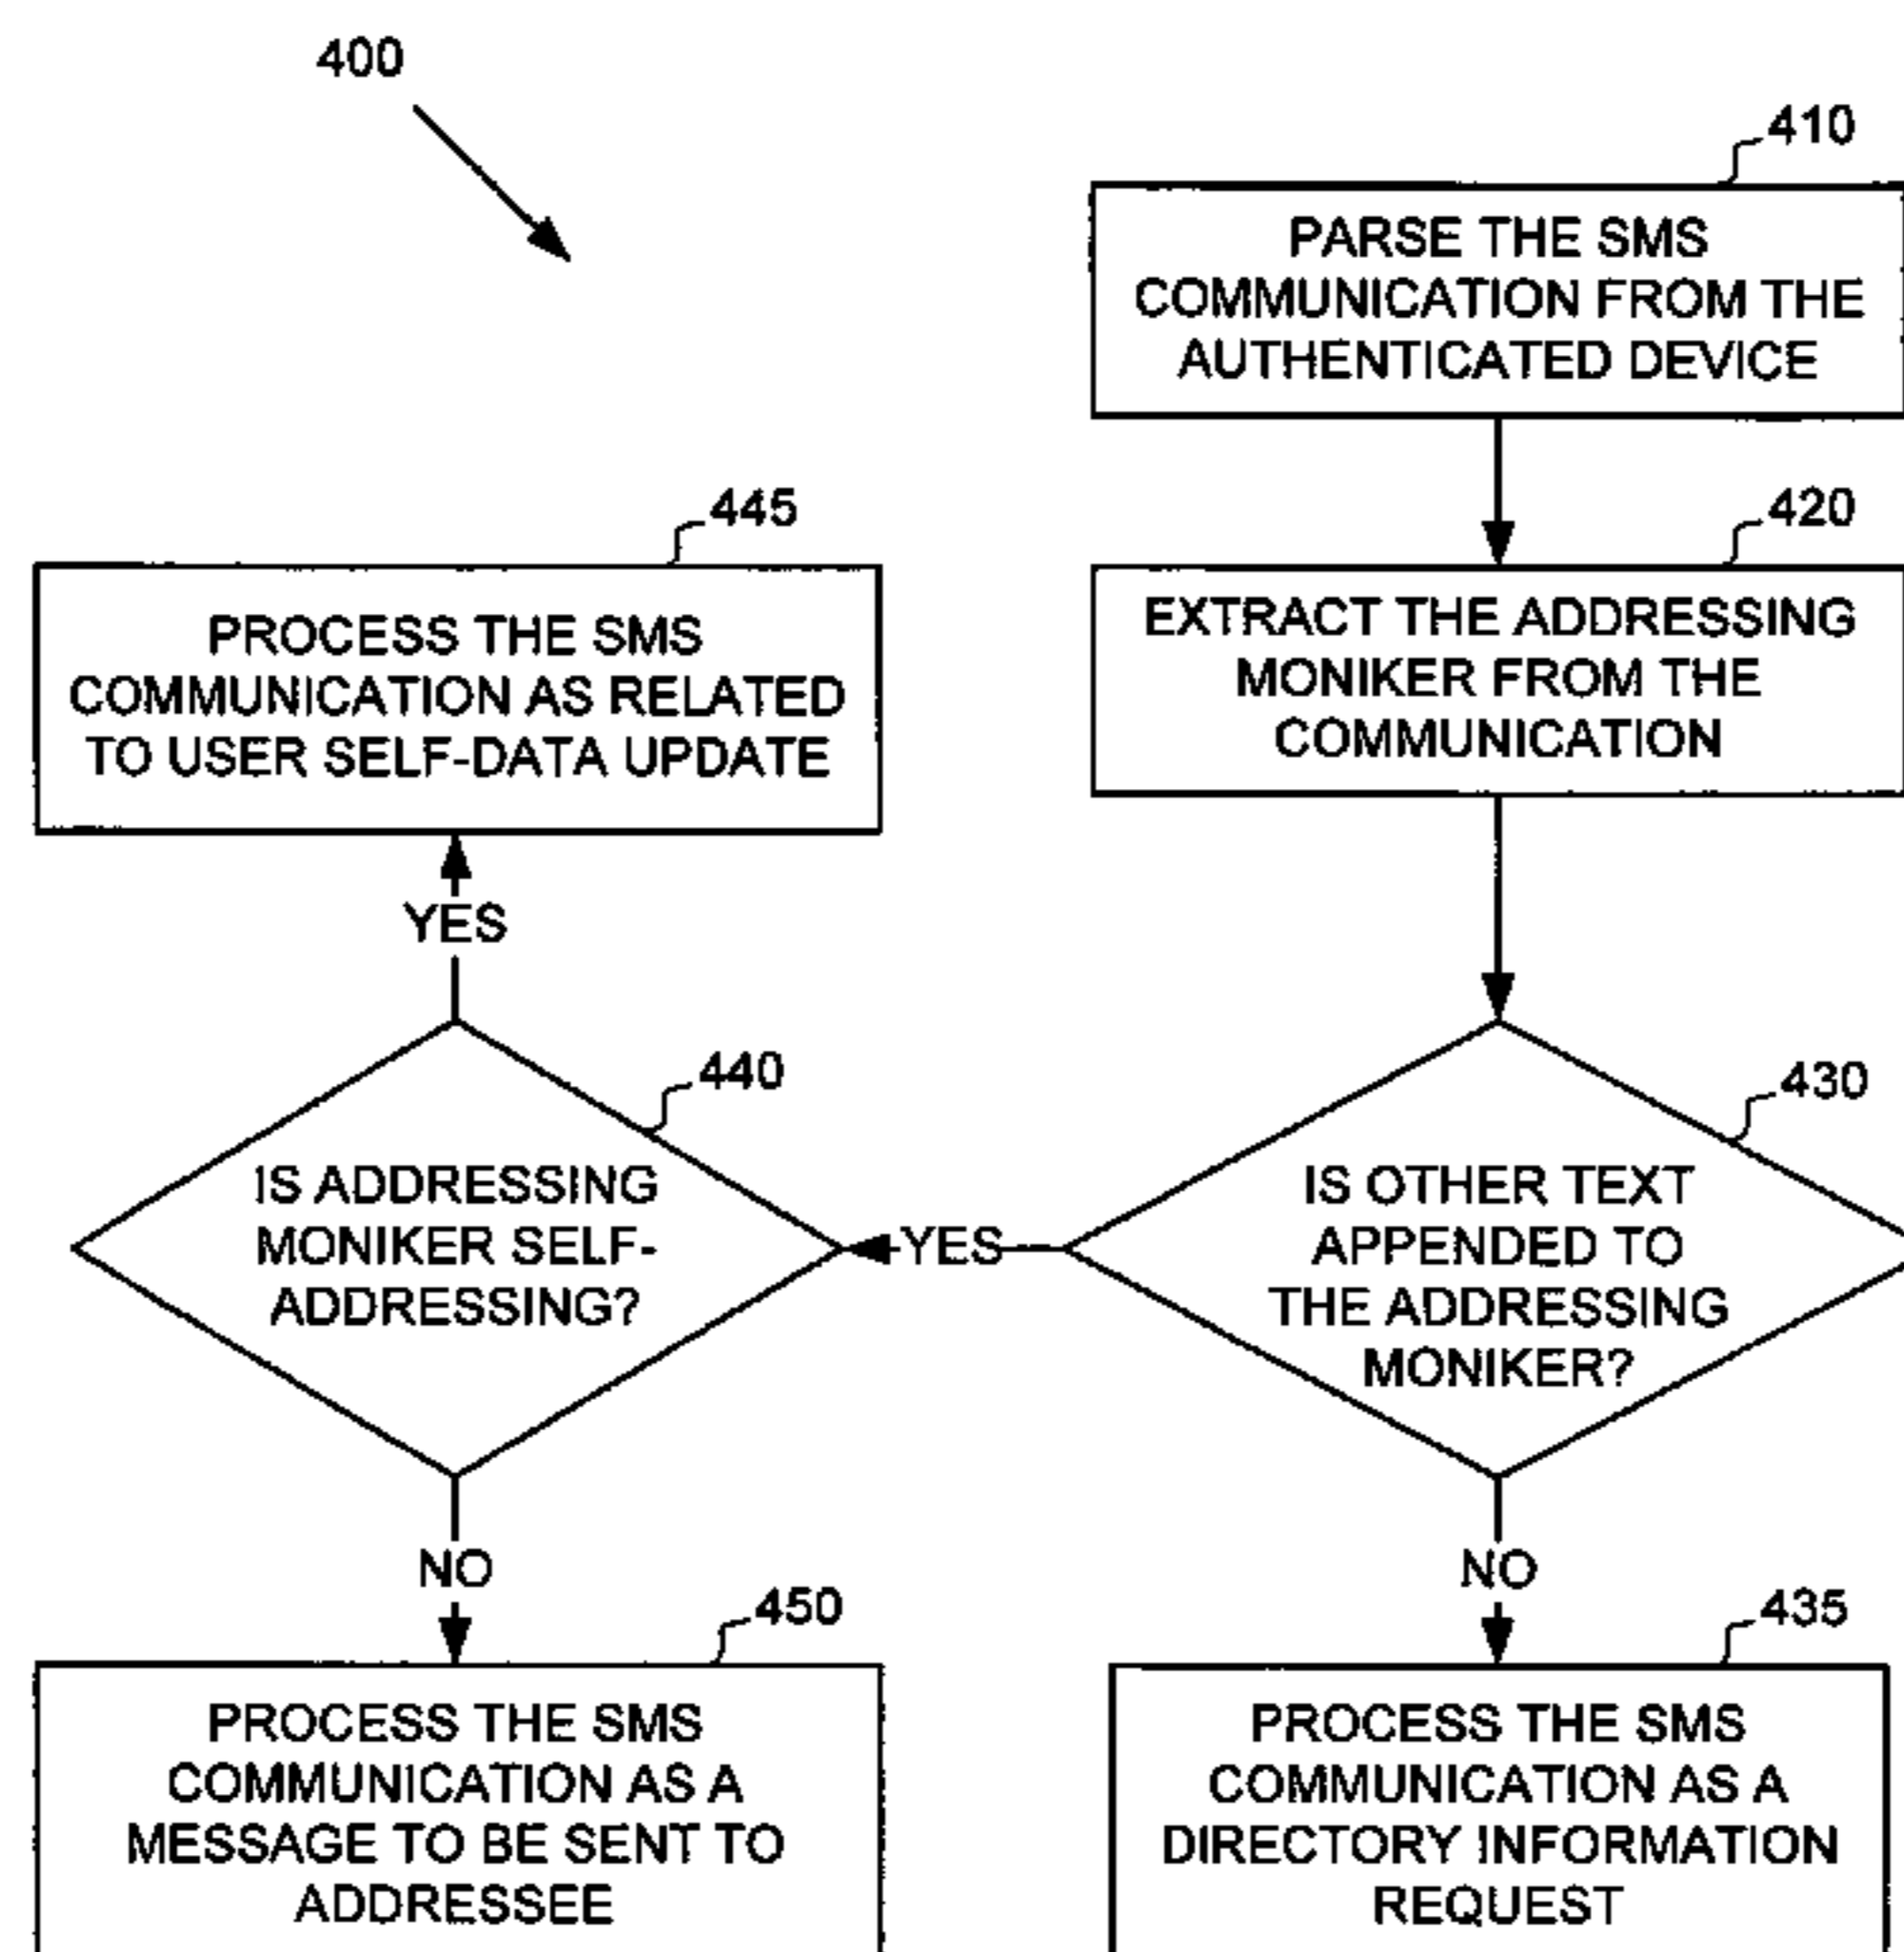 400
410
PARSE THE SMS
COMMUNICATION FROM THE
AUTHENTICATED DEVICE
420
EXTRACT THE ADDRESSING
MONIKER FROM THE
COMMUNICATION
430
IS OTHER TEXT
APPENDED TO
THE ADDRESSING
MONIKER?
NO
435
PROCESS THE SMS
COMMUNICATION AS A
DIRECTORY INFORMATION
REQUEST
YES
440
IS ADDRESSING
MONIKER SELF-
ADDRESSING?
YES
445
PROCESS THE SMS
COMMUNICATION AS RELATED
TO USER SELF-DATA UPDATE
NO
450
PROCESS THE SMS
COMMUNICATION AS A
MESSAGE TO BE SENT TO
ADDRESSEE